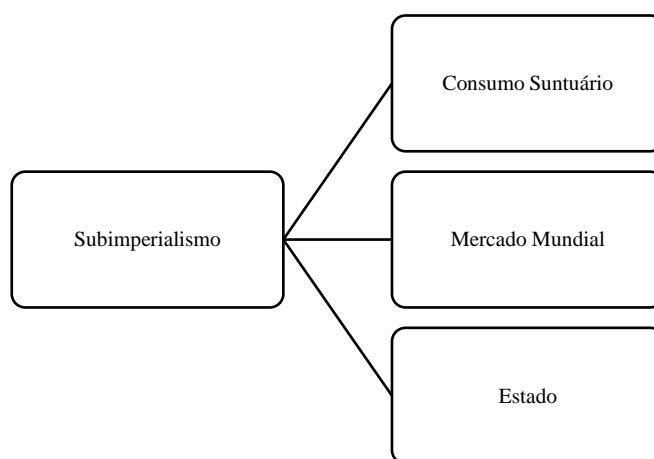 Consumo Suntuário
Subimperialismo
Mercado Mundial
Estado